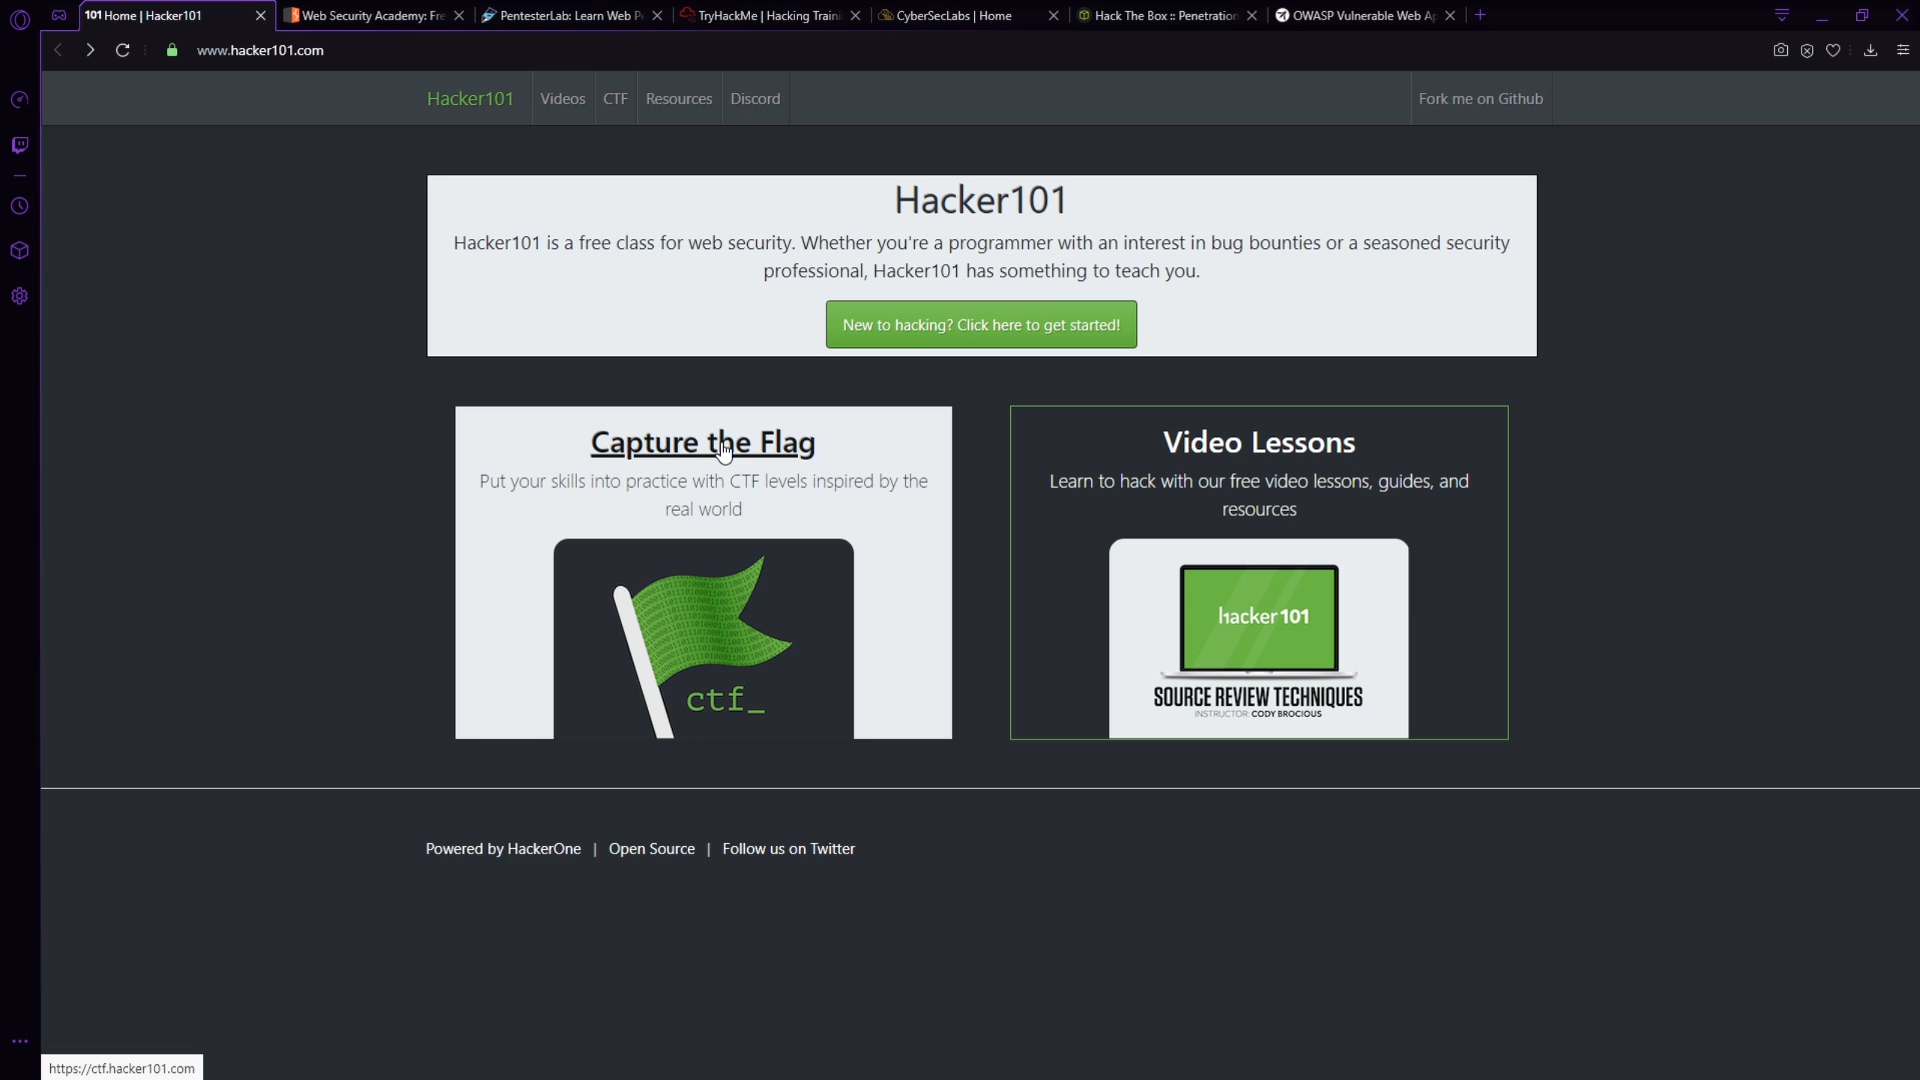 101 Home | Hacker101
Web Security Academy: Fre
PentesterLab: Learn Web P
TryHackMe | Hacking Traini
CyberSecLabs | Home
Hack The Box :: Penetration
OWASP Vulnerable Web Ap
www.hacker101.com
Hacker101
Videos
CTF
Resources
Discord
Fork me on Github
Hacker101
Hacker101 is a free class for web security. Whether you're a programmer with an interest in bug bounties or a seasoned security
professional, Hacker101 has something to teach you.
New to hacking? Click here to get started!
Capture the Flag
Put your skills into practice with CTF levels inspired by the
real world
ctf_
Video Lessons
Learn to hack with our free video lessons, guides, and
resources
hacker101
SOURCE REVIEW TECHNIQUES
INSTRUCTOR: CODY BROCIOUS
Powered by HackerOne | Open Source | Follow us on Twitter
https://ctf.hacker101.com